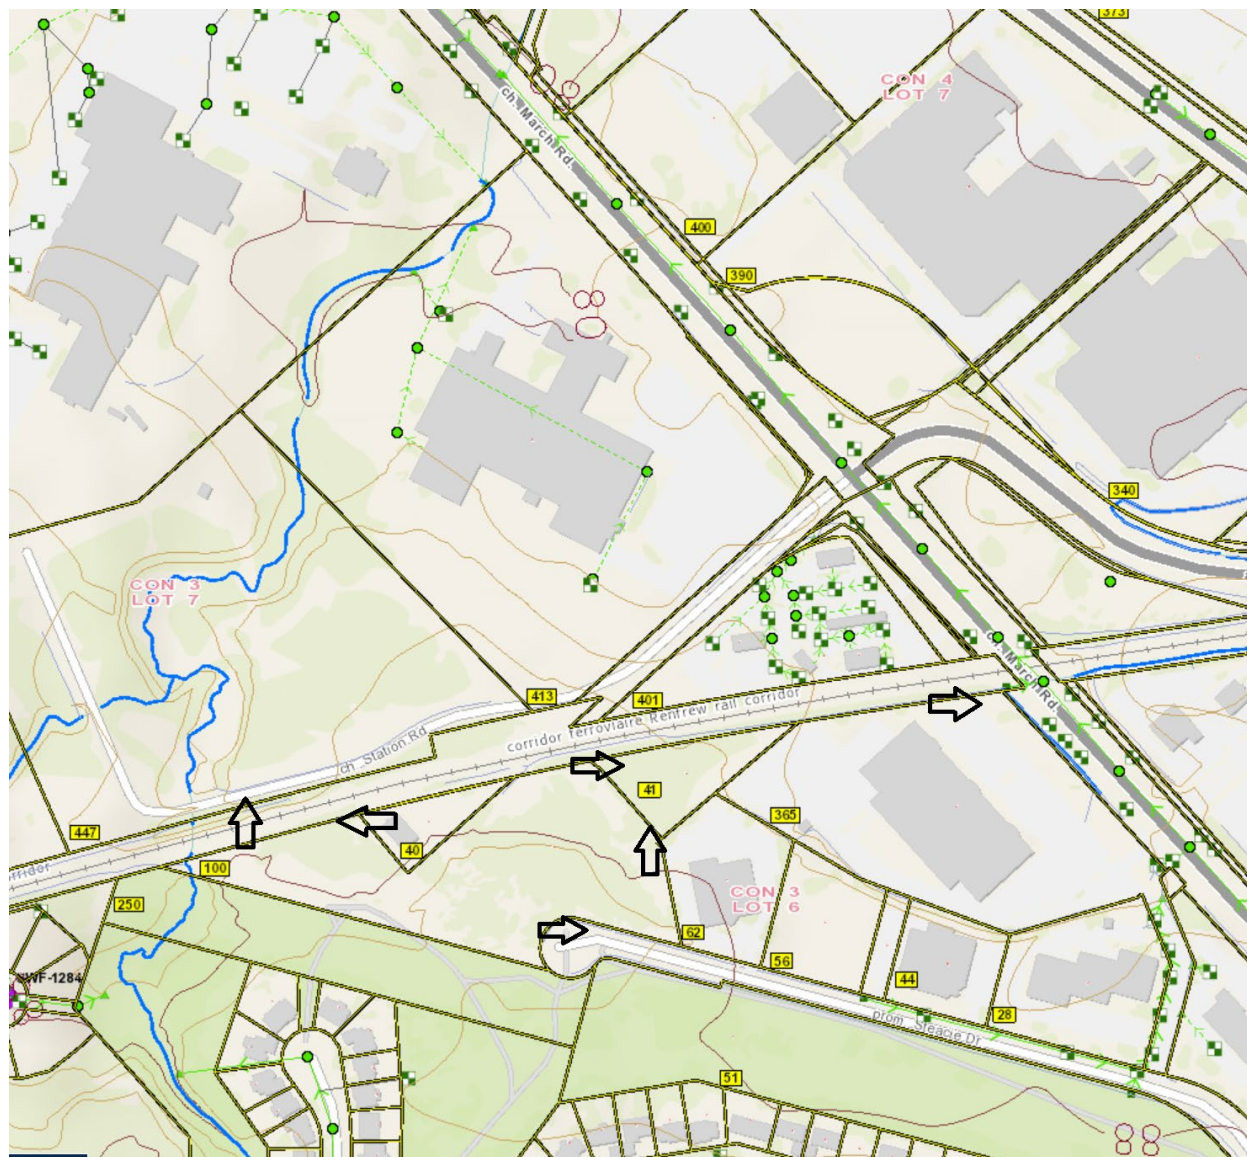 373
CON 4
LOT 7
ch. March Rd.
400
390
340
CON 3
LOT 7
413
401
corridor ferroviaire Renfrew rail corridor
ch. March Rd.
ch Station Rd
41
365
447
40
100
CON 3
LOT 6
250
62
56
SWF-1284
44
28
prom. Steacie Dr
51